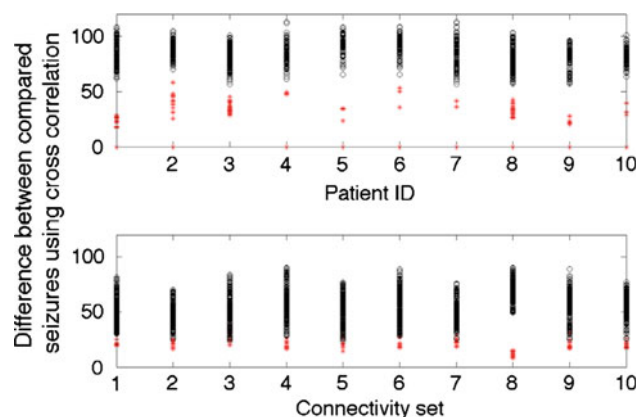 Difference between compared
seizures using cross correlation
100
50
0
1 2 3 4 5 6 7 8 9 10
Patient ID
100
50
0
1 2 3 4 5 6 7 8 9 10
Connectivity set